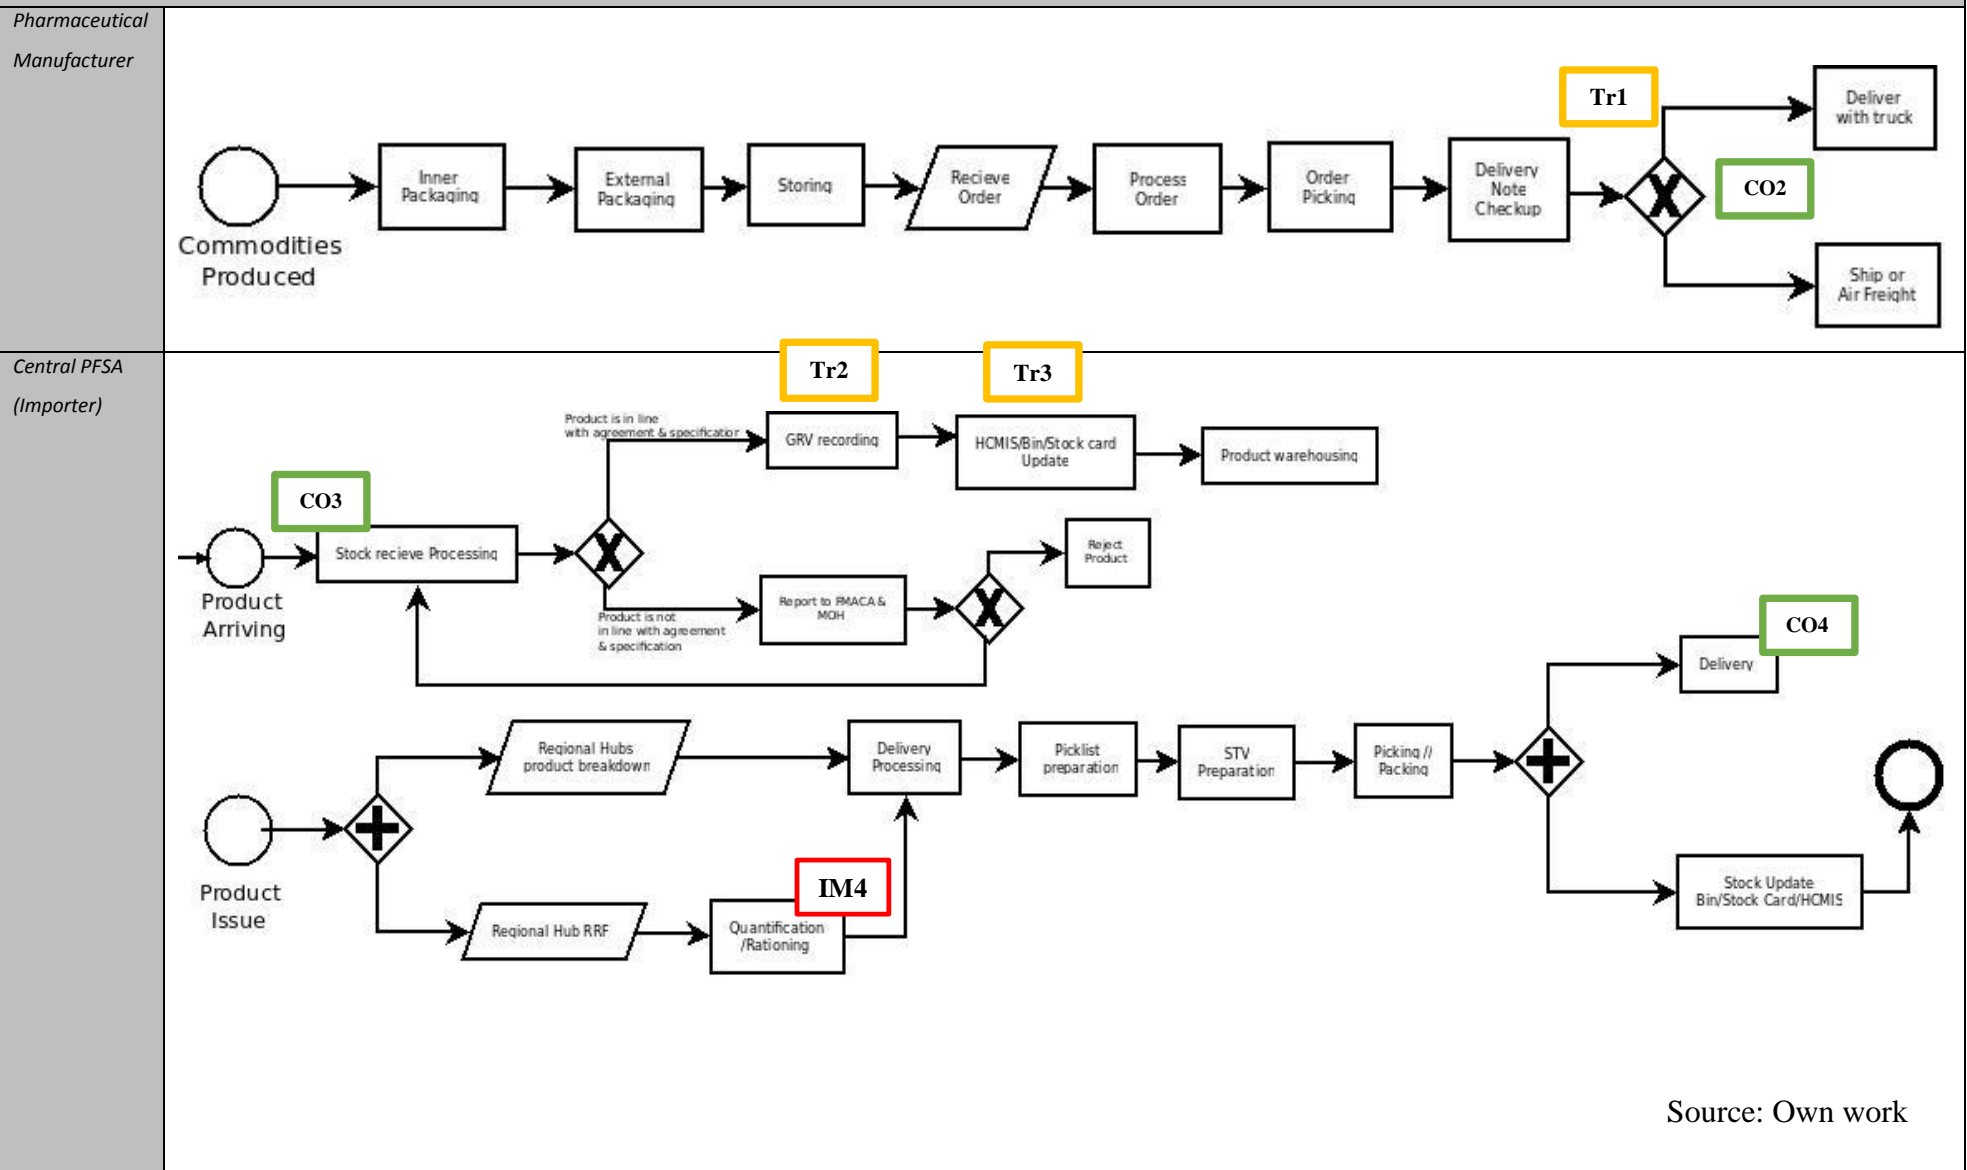 Pharmaceutical
Manufacturer
Tr1
Deliver
with truck
Inner
Packaging
External
Packaging
Storing
Recieve
Order
Process
Order
Order
Picking
Delivery
Note
Checkup
CO2
Commodities
Produced
Ship or
Air Freight
Central PFSA
(Importer)
Tr2
Tr3
Product is in line
with agreement & specification
GRV recording
HCMIS/Bin/Stock card
Update
Product warehousing
CO3
Stock recieve Processing
Reject
Product
Product
Arriving
Report to FMACA &
MOH
Product is not
in line with agreement
& specification
CO4
Delivery
Regional Hubs
product breakdown
Delivery
Processing
Picklist
preparation
STV
Preparation
Picking //
Packing
Product
Issue
IM4
Regional Hub RRF
Quantification
/Rationing
Stock Update
Bin/Stock Card/HCMIS
Source: Own work